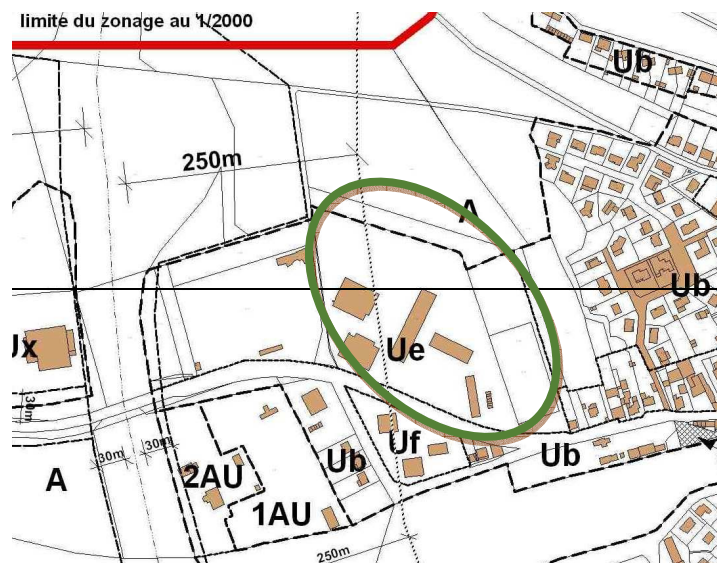 limite du zonage au 1/2000
Ub
250m
A
Ub
Ux
Ue
30m
Uf
30m
30m
Ub
Ub
A
2AU
1AU
250m